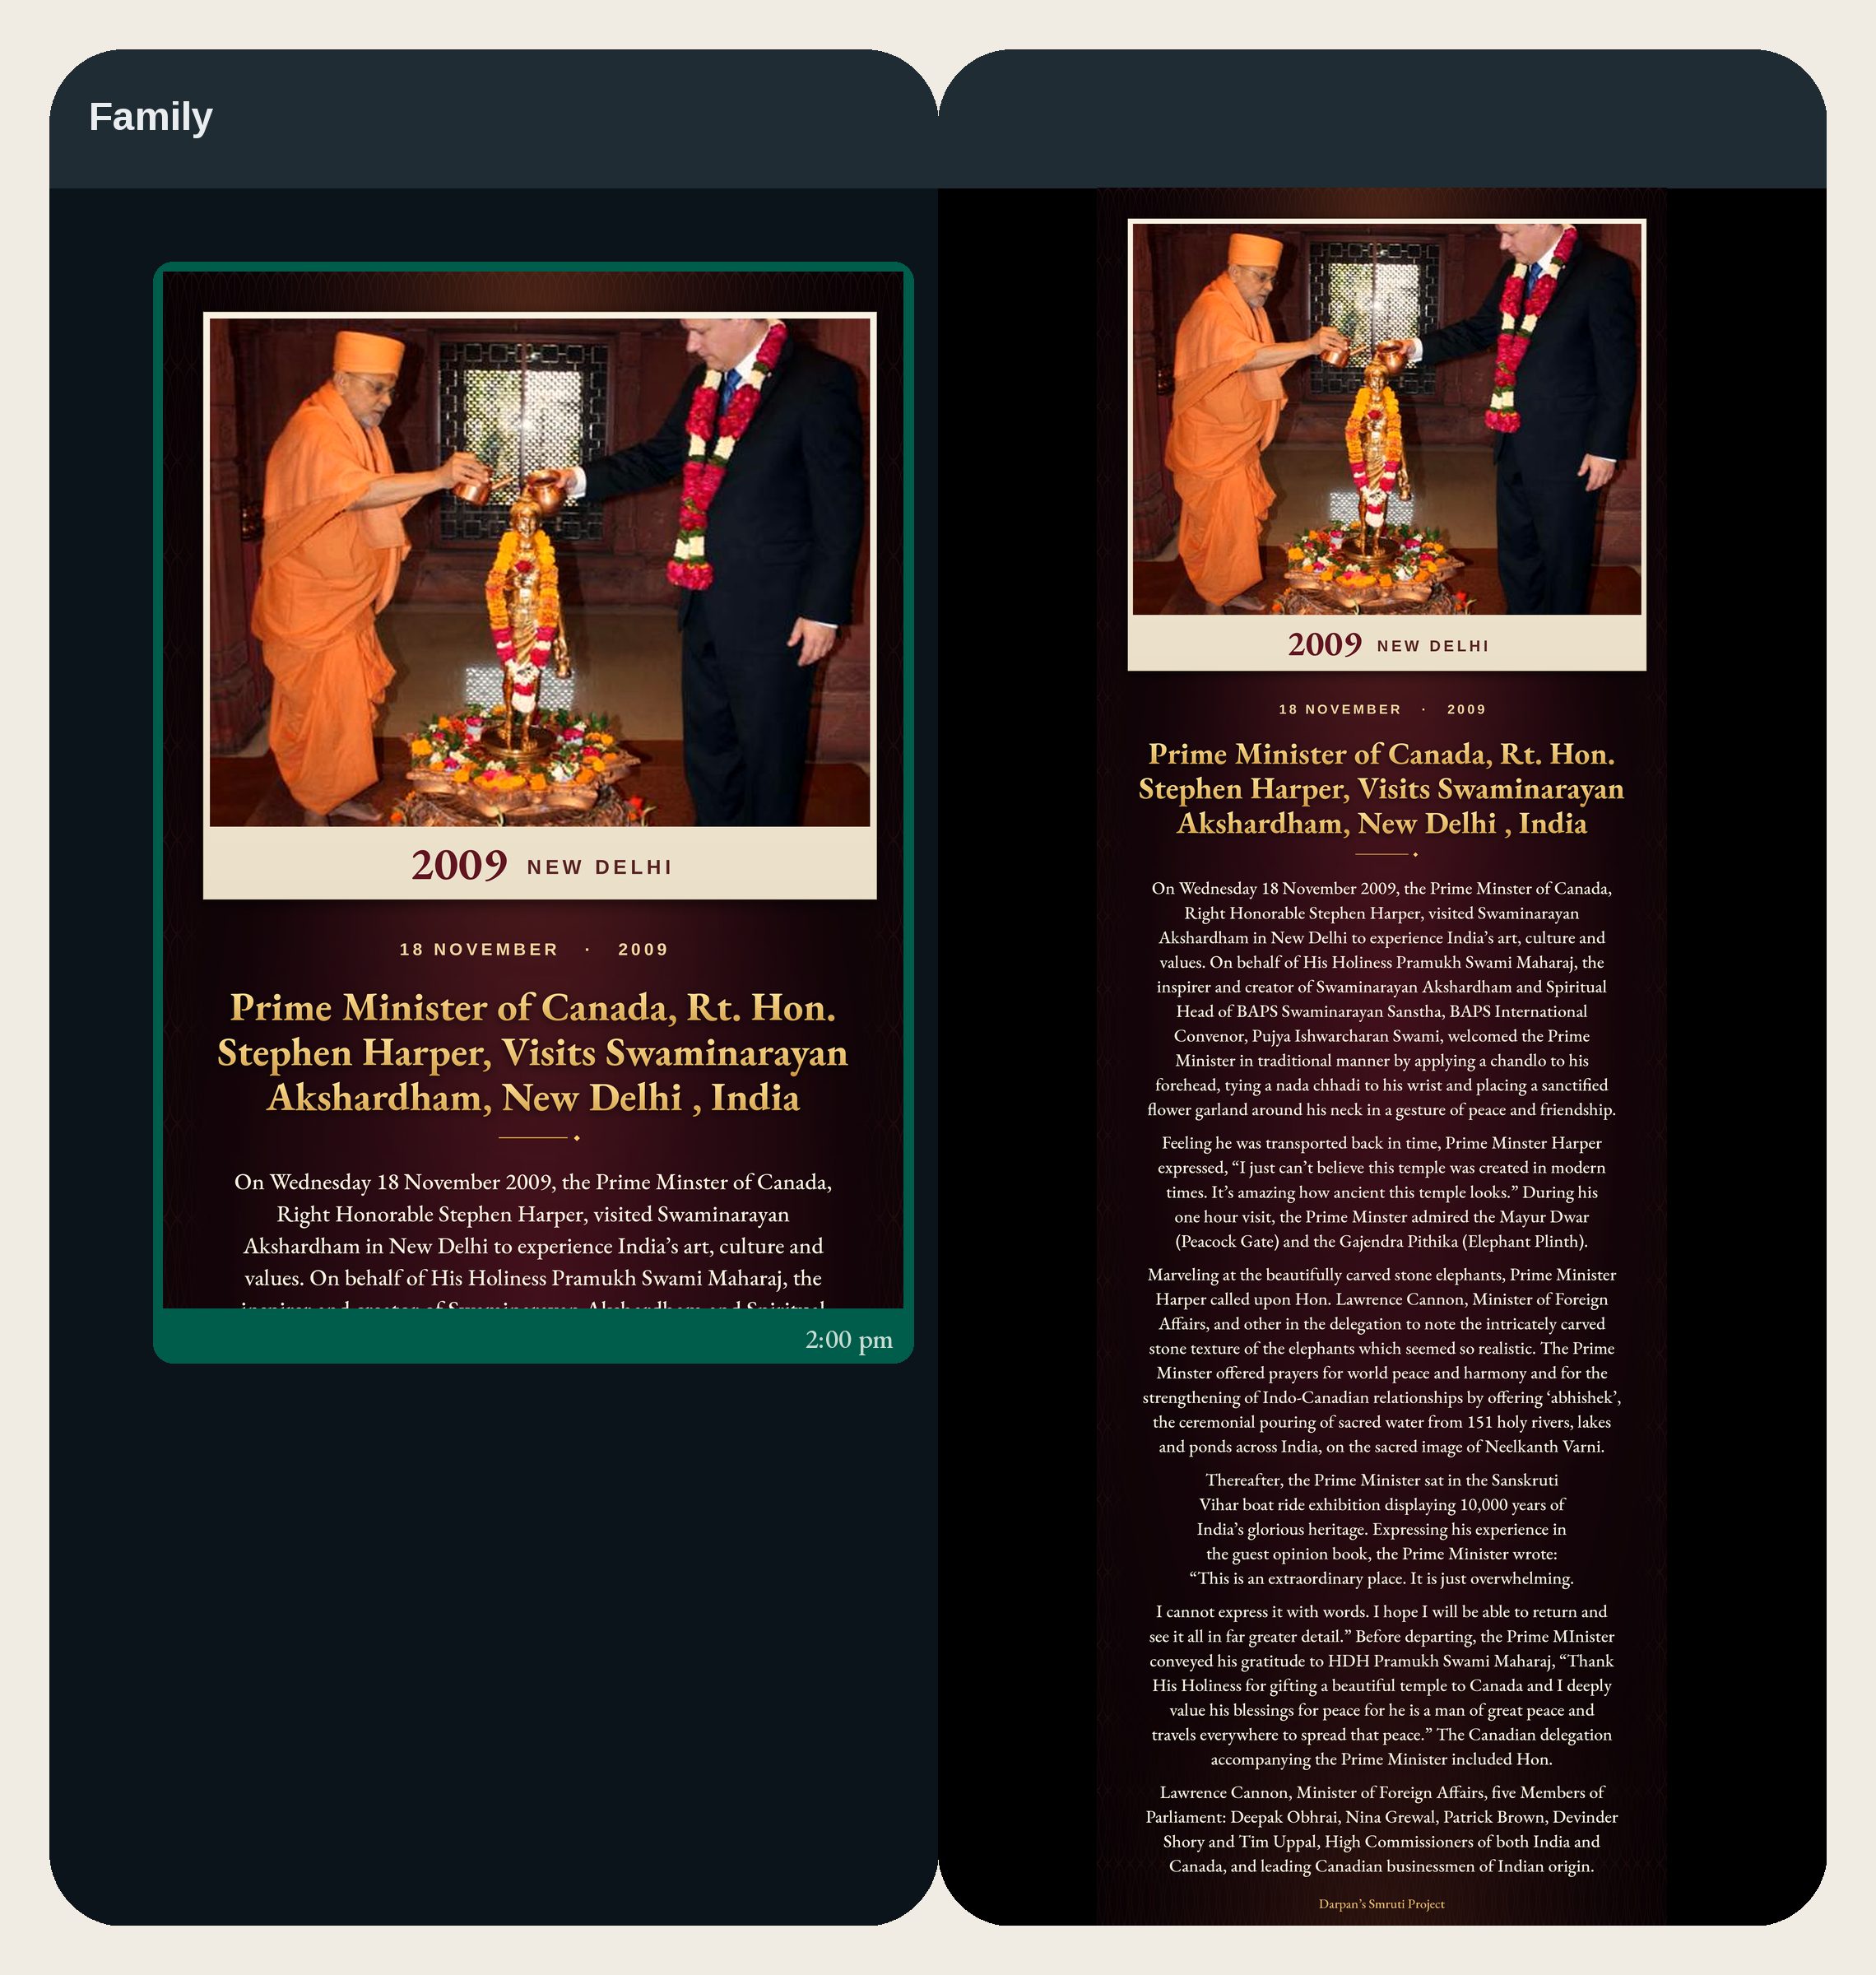 Family
2009 NEW DELHI
18 NOVEMBER · 2009
Prime Minister of Canada, Rt. Hon.
Stephen Harper, Visits Swaminarayan
Akshardham, New Delhi , India
On Wednesday 18 November 2009, the Prime Minster of Canada,
Right Honorable Stephen Harper, visited Swaminarayan
Akshardham in New Delhi to experience India’s art, culture and
values. On behalf of His Holiness Pramukh Swami Maharaj, the
inspirer and creator of Swaminarayan Akshardham and Spiritual
2:00 pm
2009 NEW DELHI
18 NOVEMBER · 2009
Prime Minister of Canada, Rt. Hon.
Stephen Harper, Visits Swaminarayan
Akshardham, New Delhi , India
On Wednesday 18 November 2009, the Prime Minster of Canada,
Right Honorable Stephen Harper, visited Swaminarayan
Akshardham in New Delhi to experience India’s art, culture and
values. On behalf of His Holiness Pramukh Swami Maharaj, the
inspirer and creator of Swaminarayan Akshardham and Spiritual
Head of BAPS Swaminarayan Sanstha, BAPS International
Convenor, Pujya Ishwarcharan Swami, welcomed the Prime
Minister in traditional manner by applying a chandlo to his
forehead, tying a nada chhadi to his wrist and placing a sanctified
flower garland around his neck in a gesture of peace and friendship.
Feeling he was transported back in time, Prime Minster Harper
expressed, “I just can’t believe this temple was created in modern
times. It’s amazing how ancient this temple looks.” During his
one hour visit, the Prime Minster admired the Mayur Dwar
(Peacock Gate) and the Gajendra Pithika (Elephant Plinth).
Marveling at the beautifully carved stone elephants, Prime Minister
Harper called upon Hon. Lawrence Cannon, Minister of Foreign
Affairs, and other in the delegation to note the intricately carved
stone texture of the elephants which seemed so realistic. The Prime
Minster offered prayers for world peace and harmony and for the
strengthening of Indo-Canadian relationships by offering ‘abhishek’,
the ceremonial pouring of sacred water from 151 holy rivers, lakes
and ponds across India, on the sacred image of Neelkanth Varni.
Thereafter, the Prime Minister sat in the Sanskruti
Vihar boat ride exhibition displaying 10,000 years of
India’s glorious heritage. Expressing his experience in
the guest opinion book, the Prime Minister wrote:
“This is an extraordinary place. It is just overwhelming.
I cannot express it with words. I hope I will be able to return and
see it all in far greater detail.” Before departing, the Prime MInister
conveyed his gratitude to HDH Pramukh Swami Maharaj, “Thank
His Holiness for gifting a beautiful temple to Canada and I deeply
value his blessings for peace for he is a man of great peace and
travels everywhere to spread that peace.” The Canadian delegation
accompanying the Prime Minister included Hon.
Lawrence Cannon, Minister of Foreign Affairs, five Members of
Parliament: Deepak Obhrai, Nina Grewal, Patrick Brown, Devinder
Shory and Tim Uppal, High Commissioners of both India and
Canada, and leading Canadian businessmen of Indian origin.
Darpan’s Smruti Project